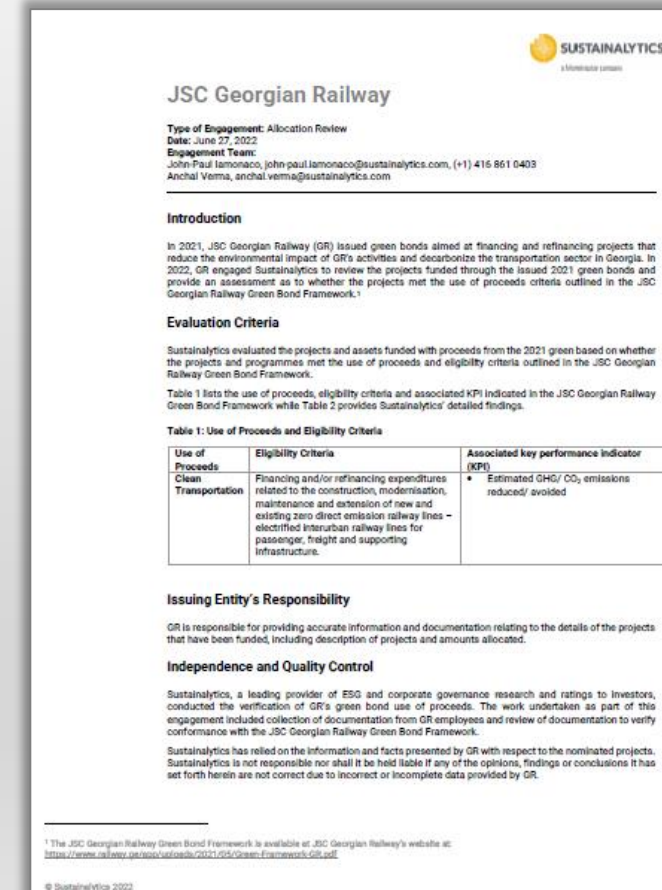 SUSTAINALYTICS
a Morningstar company
JSC Georgian Railway
Type of Engagement: Allocation Review
Date: June 27, 2022
Engagement Team:
John-Paul Iamonaco, john-paul.iamonaco@sustainalytics.com, (+1) 416 861 0403
Anchal Verma, anchal.verma@sustainalytics.com
Introduction
In 2021, JSC Georgian Railway (GR) issued green bonds aimed at financing and refinancing projects that
reduce the environmental impact of GR's activities and decarbonize the transportation sector in Georgia. In
2022, GR engaged Sustainalytics to review the projects funded through the issued 2021 green bonds and
provide an assessment as to whether the projects met the use of proceeds criteria outlined in the JSC
Georgian Railway Green Bond Framework.¹
Evaluation Criteria
Sustainalytics evaluated the projects and assets funded with proceeds from the 2021 green based on whether
the projects and programmes met the use of proceeds and eligibility criteria outlined in the JSC Georgian
Railway Green Bond Framework.
Table 1 lists the use of proceeds, eligibility criteria and associated KPI indicated in the JSC Georgian Railway
Green Bond Framework while Table 2 provides Sustainalytics' detailed findings.
Table 1: Use of Proceeds and Eligibility Criteria
Use of
Proceeds
Eligibility Criteria
Associated key performance indicator
(KPI)
Clean
Transportation
Financing and/or refinancing expenditures
related to the construction, modernisation,
maintenance and extension of new and
existing zero direct emission railway lines –
electrified interurban railway lines for
passenger, freight and supporting
infrastructure.
• Estimated GHG/ CO₂ emissions
reduced/ avoided
Issuing Entity's Responsibility
GR is responsible for providing accurate information and documentation relating to the details of the projects
that have been funded, including description of projects and amounts allocated.
Independence and Quality Control
Sustainalytics, a leading provider of ESG and corporate governance research and ratings to investors,
conducted the verification of GR's green bond use of proceeds. The work undertaken as part of this
engagement included collection of documentation from GR employees and review of documentation to verify
conformance with the JSC Georgian Railway Green Bond Framework.
Sustainalytics has relied on the information and facts presented by GR with respect to the nominated projects.
Sustainalytics is not responsible nor shall it be held liable if any of the opinions, findings or conclusions it has
set forth herein are not correct due to incorrect or incomplete data provided by GR.
¹ The JSC Georgian Railway Green Bond Framework is available at JSC Georgian Railway's website at:
https://www.railway.ge/app/uploads/2021/05/Green-Framework-GR.pdf
© Sustainalytics 2022